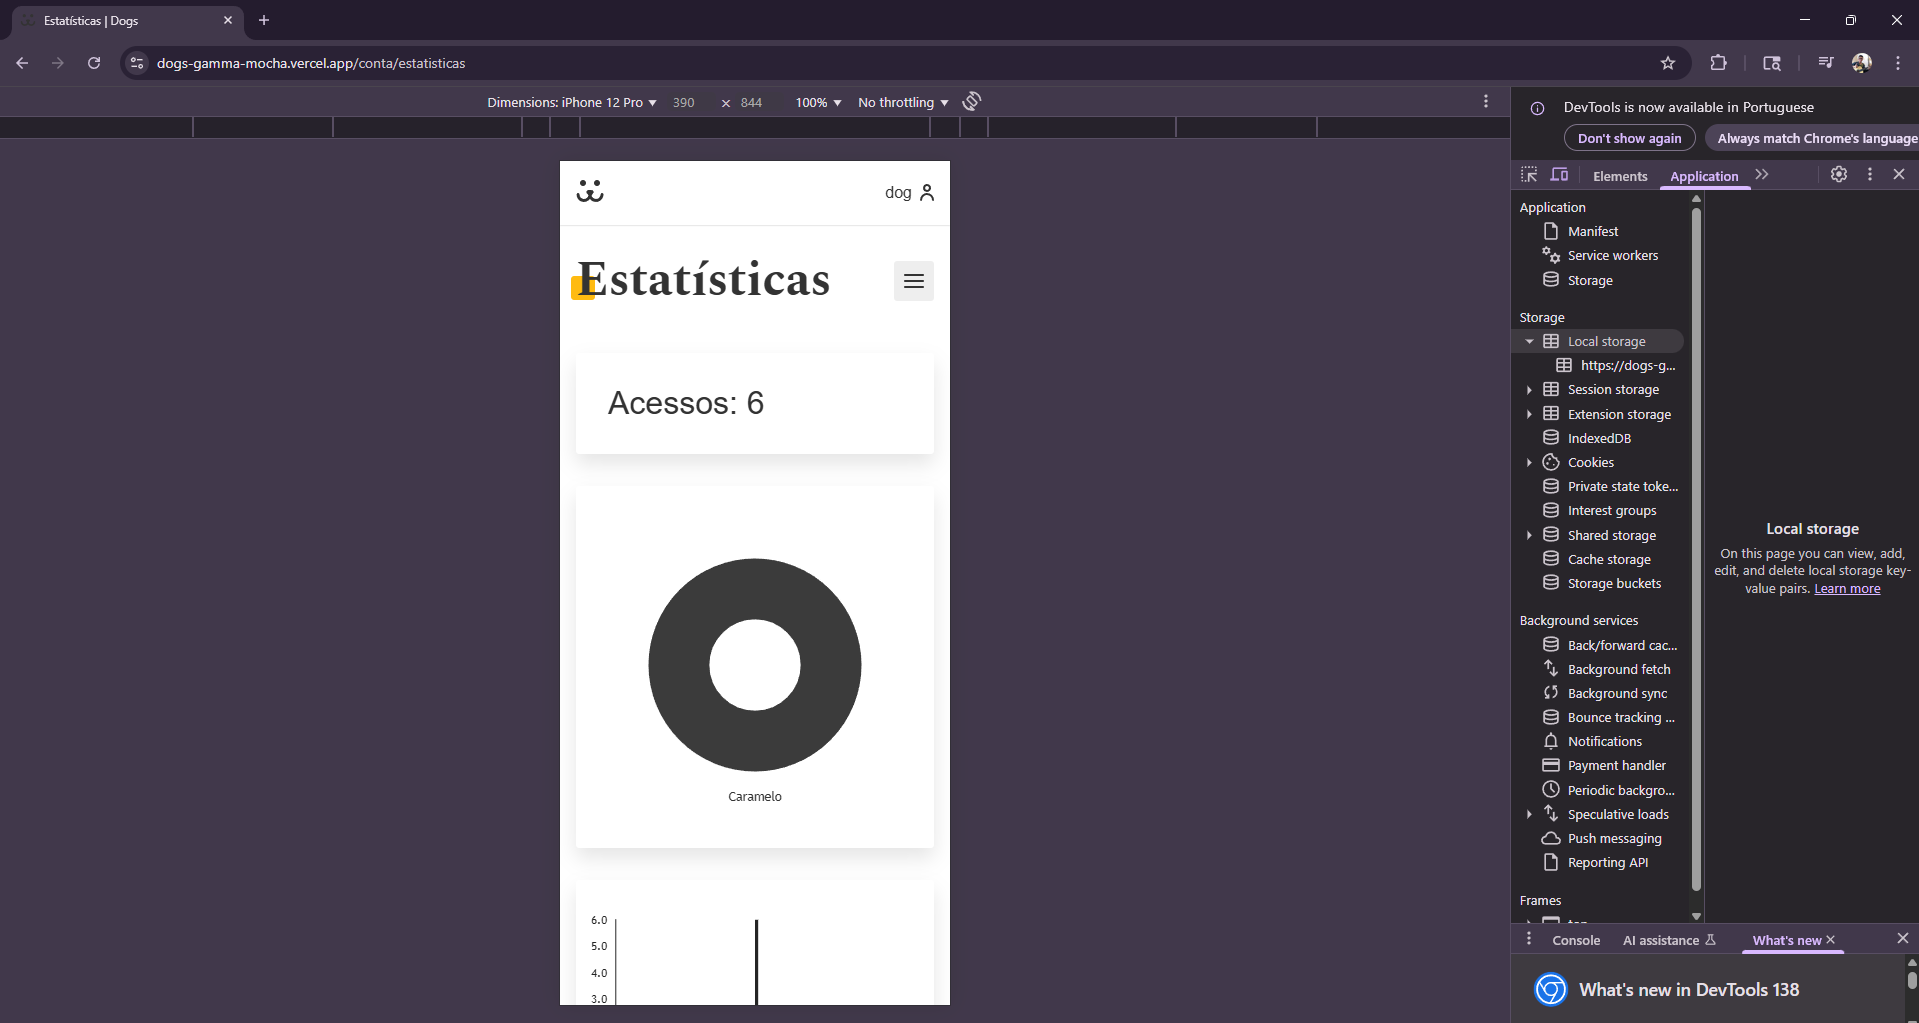 Estatísticas | Dogs
dogs-gamma-mocha.vercel.app/conta/estatisticas
Dimensions: iPhone 12 Pro 390 × 844 100% No throttling
DevTools is now available in Portuguese
Don't show again
Always match Chrome's language
Elements
Application
dog
Estatísticas
Acessos: 6
Caramelo
6.0
5.0
4.0
3.0
Application
Manifest
Service workers
Storage
Storage
Local storage
https://dogs-g...
Session storage
Extension storage
IndexedDB
Cookies
Private state toke...
Interest groups
Shared storage
Cache storage
Storage buckets
Background services
Back/forward cac...
Background fetch
Background sync
Bounce tracking ...
Notifications
Payment handler
Periodic backgro...
Speculative loads
Push messaging
Reporting API
Frames
Local storage
On this page you can view, add,
edit, and delete local storage key-
value pairs. Learn more
Console
AI assistance
What's new
What's new in DevTools 138